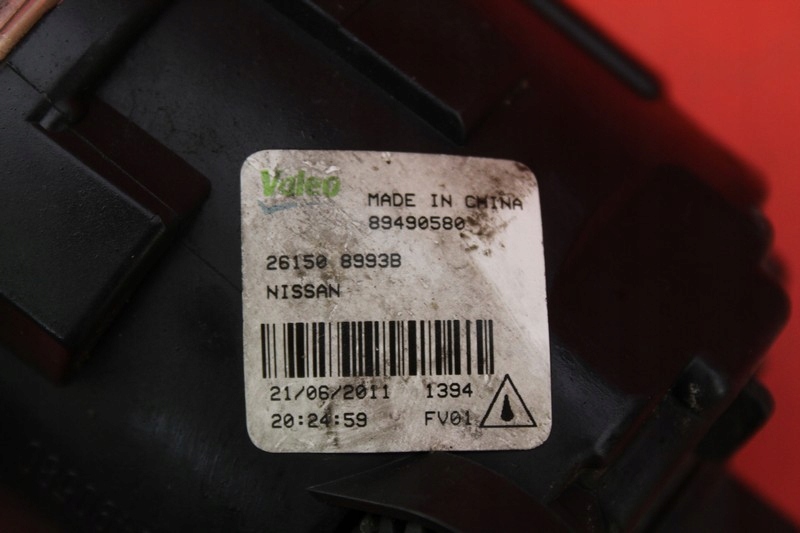 Valeo
MADE IN CHINA
89490580
26150 8993B
NISSAN
21/06/2011 1394
20:24:59 FV01